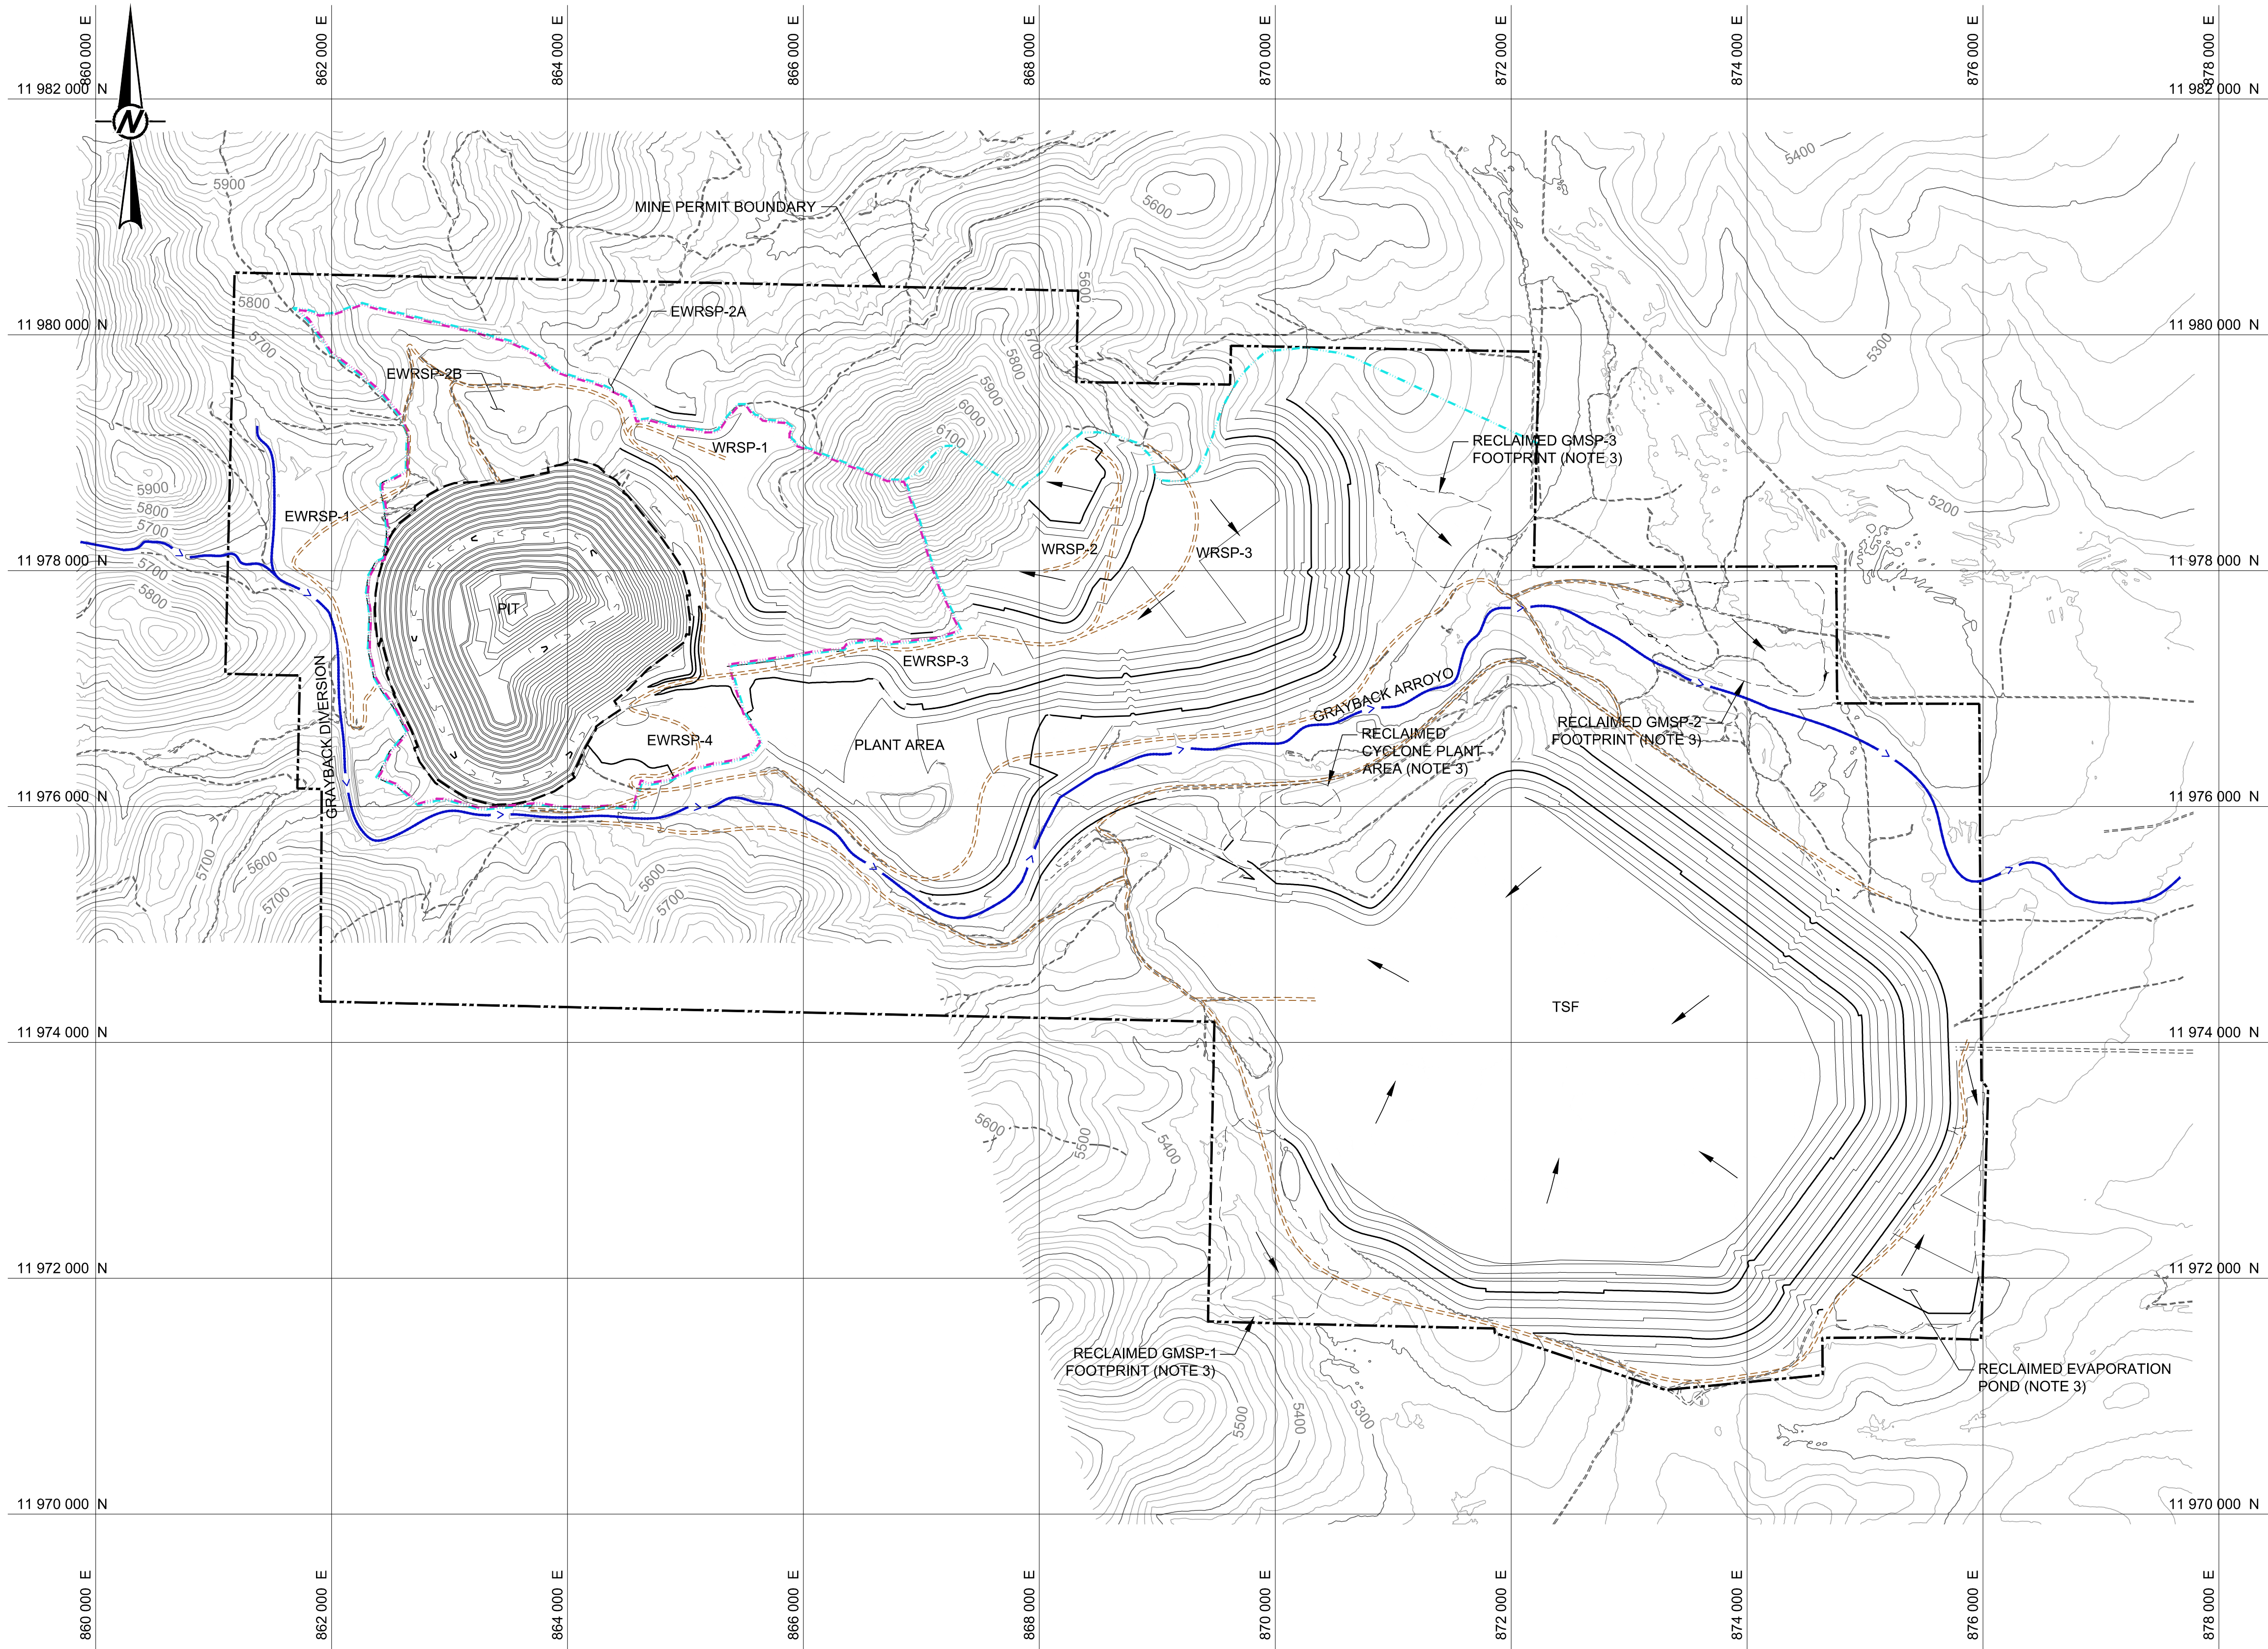 860 000 E
862 000 E
864 000 E
866 000 E
868 000 E
870 000 E
872 000 E
874 000 E
876 000 E
878 000 E
11 982 000 N
11 982 000 N
N
5400
5900
MINE PERMIT BOUNDARY
5600
5800
5600
EWRSP-2A
11 980 000 N
11 980 000 N
5700
5700
5800
5300
EWRSP-2B
5900
6000
6100
WRSP-1
RECLAIMED GMSP-3
FOOTPRINT (NOTE 3)
5900
5800
5700
5200
EWRSP-1
WRSP-2
WRSP-3
11 978 000 N
11 978 000 N
5700
5800
PIT
EWRSP-3
GRAYBACK DIVERSION
GRAYBACK ARROYO
RECLAIMED GMSP-2
FOOTPRINT (NOTE 3)
EWRSP-4
PLANT AREA
RECLAIMED
CYCLONE PLANT
AREA (NOTE 3)
11 976 000 N
11 976 000 N
5700
5600
5700
5600
5700
TSF
11 974 000 N
11 974 000 N
5600
5500
5400
11 972 000 N
11 972 000 N
RECLAIMED GMSP-1
FOOTPRINT (NOTE 3)
RECLAIMED EVAPORATION
POND (NOTE 3)
5500
5400
5300
11 970 000 N
11 970 000 N
860 000 E
862 000 E
864 000 E
866 000 E
868 000 E
870 000 E
872 000 E
874 000 E
876 000 E
878 000 E